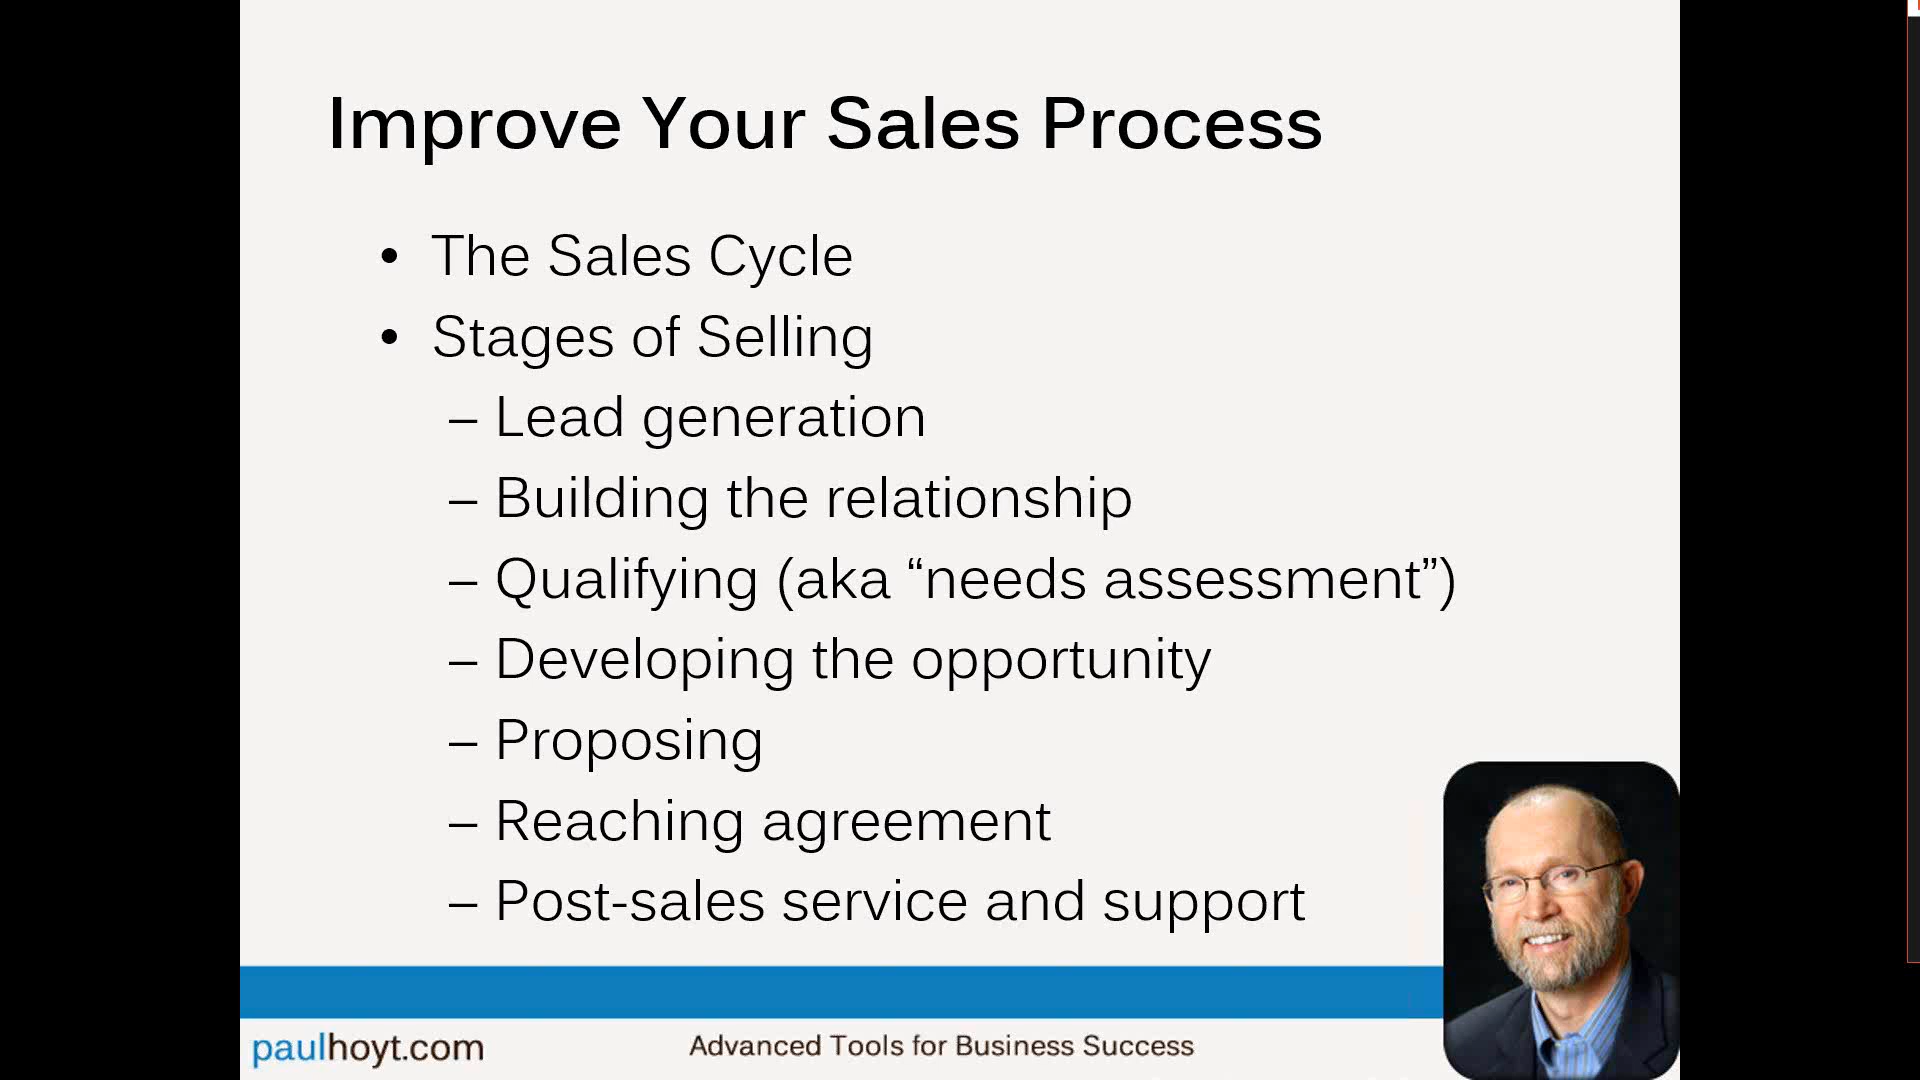 Improve Your Sales Process
• The Sales Cycle
• Stages of Selling
– Lead generation
– Building the relationship
– Qualifying (aka “needs assessment”)
– Developing the opportunity
– Proposing
– Reaching agreement
– Post-sales service and support
paulhoyt.com
Advanced Tools for Business Success